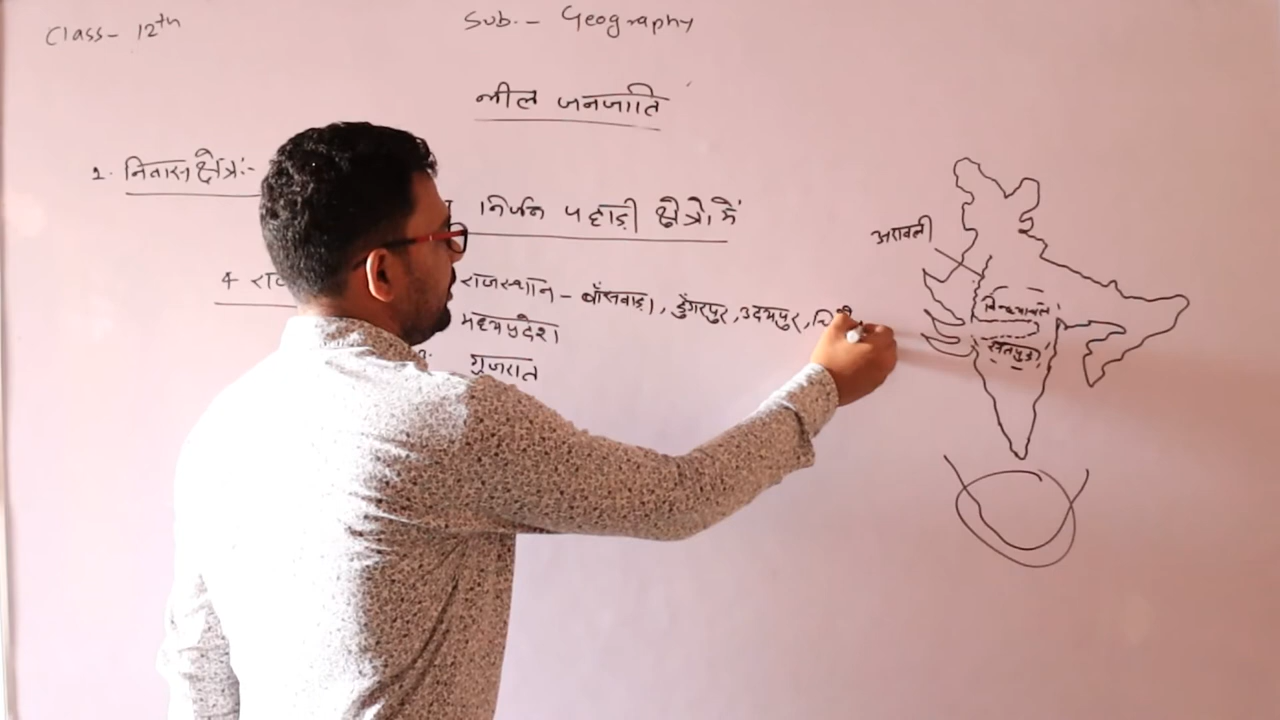 Class- 12th
Sub.- Geography
भील जनजाति
1. निवास क्षेत्र:-
निर्जन पहाड़ी क्षेत्रो में
4
राजस्थान - बाँसवाड़ा, डुँगरपुर, उदयपुर,
मध्यप्रदेश
गुजरात
अरावली
विन्ध्याचल
सतपुड़ा